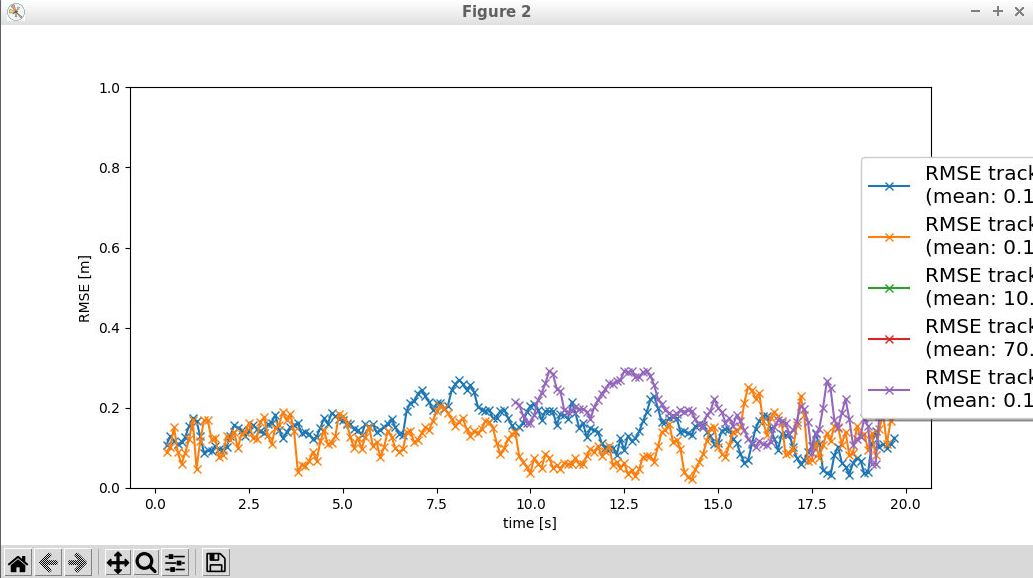 Figure 2
1.0
0.8
0.6
0.4
0.2
0.0
RMSE [m]
0.0 2.5 5.0 7.5 10.0 12.5 15.0 17.5 20.0
time [s]
RMSE track
(mean: 0.1
RMSE track
(mean: 0.1
RMSE track
(mean: 10.
RMSE track
(mean: 70.
RMSE track
(mean: 0.1